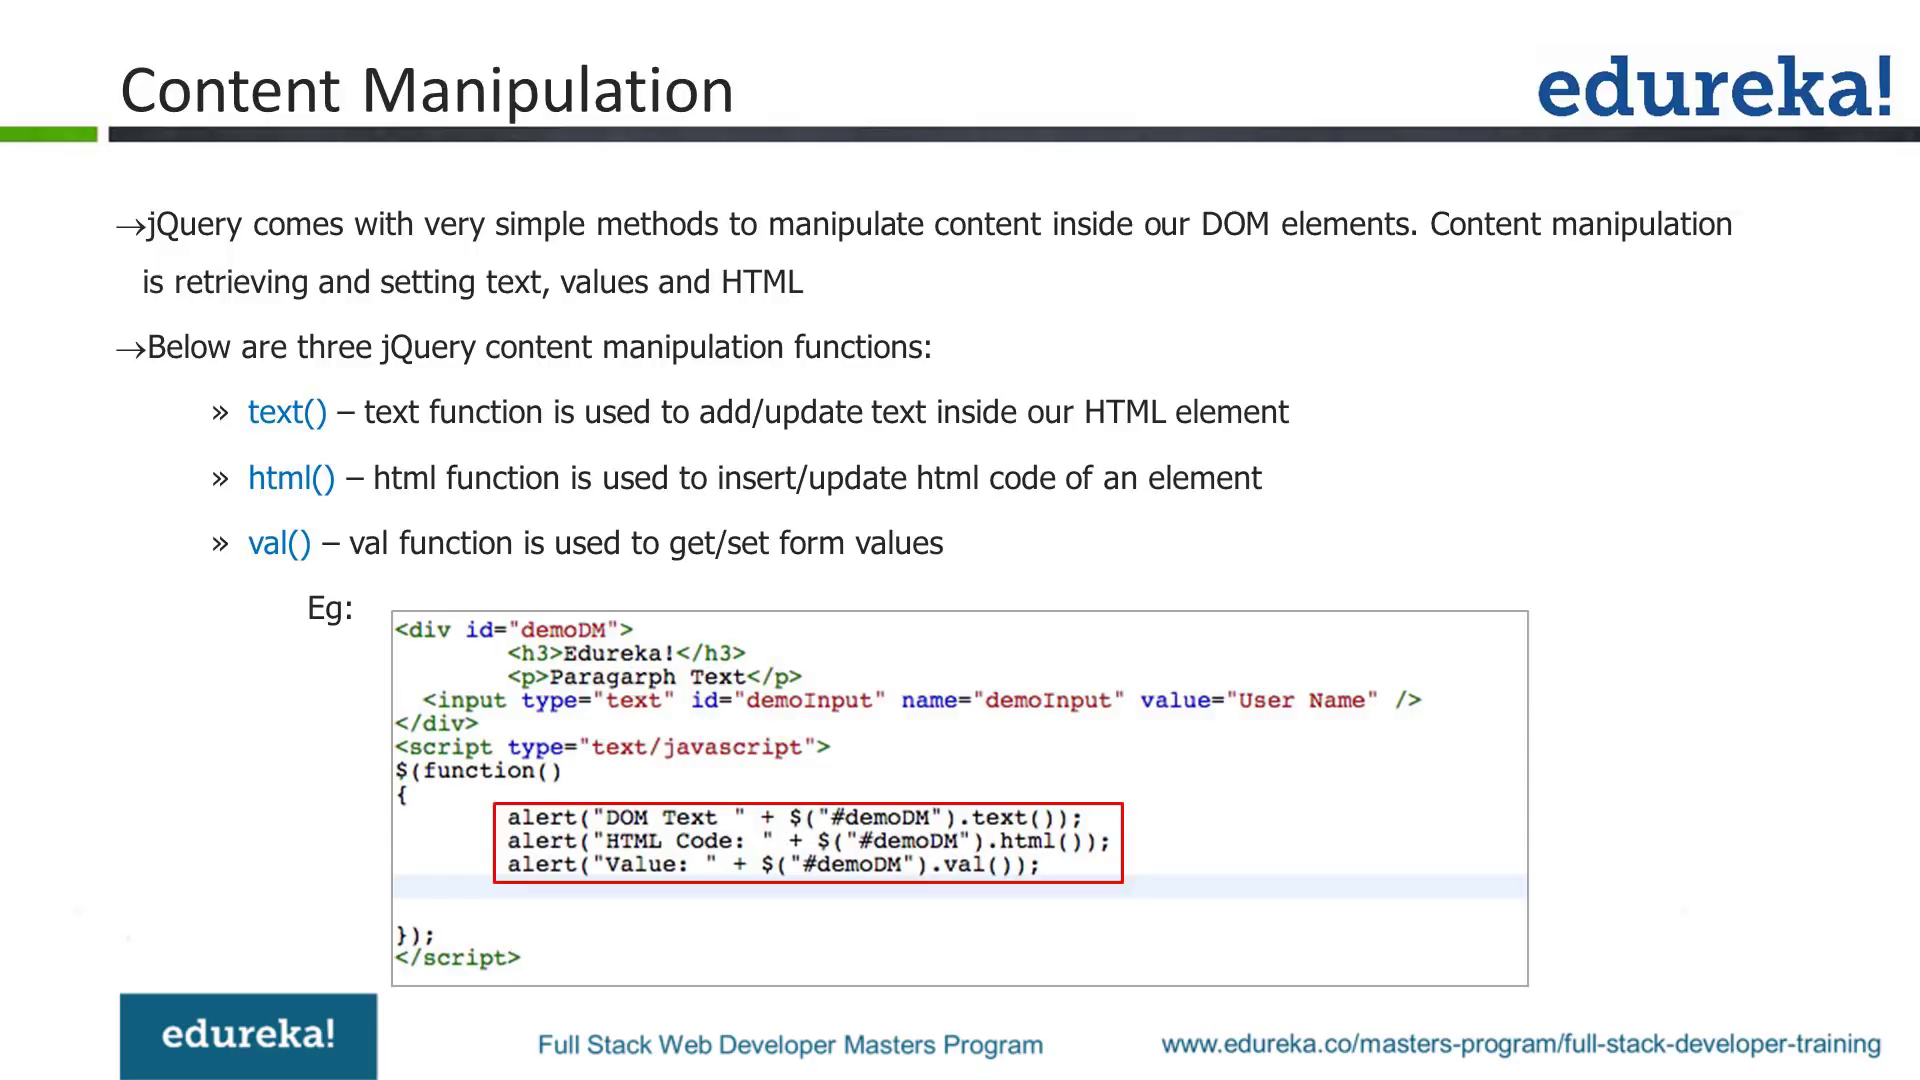 Content Manipulation
edureka!
→jQuery comes with very simple methods to manipulate content inside our DOM elements. Content manipulation
is retrieving and setting text, values and HTML
→Below are three jQuery content manipulation functions:
» text() – text function is used to add/update text inside our HTML element
» html() – html function is used to insert/update html code of an element
» val() – val function is used to get/set form values
Eg:
<div id="demoDM">
<h3>Edureka!</h3>
<p>Paragarph Text</p>
<input type="text" id="demoInput" name="demoInput" value="User Name" />
</div>
<script type="text/javascript">
$(function()
{
alert("DOM Text " + $("#demoDM").text());
alert("HTML Code: " + $("#demoDM").html());
alert("Value: " + $("#demoDM").val());
});
</script>
edureka!
Full Stack Web Developer Masters Program
www.edureka.co/masters-program/full-stack-developer-training